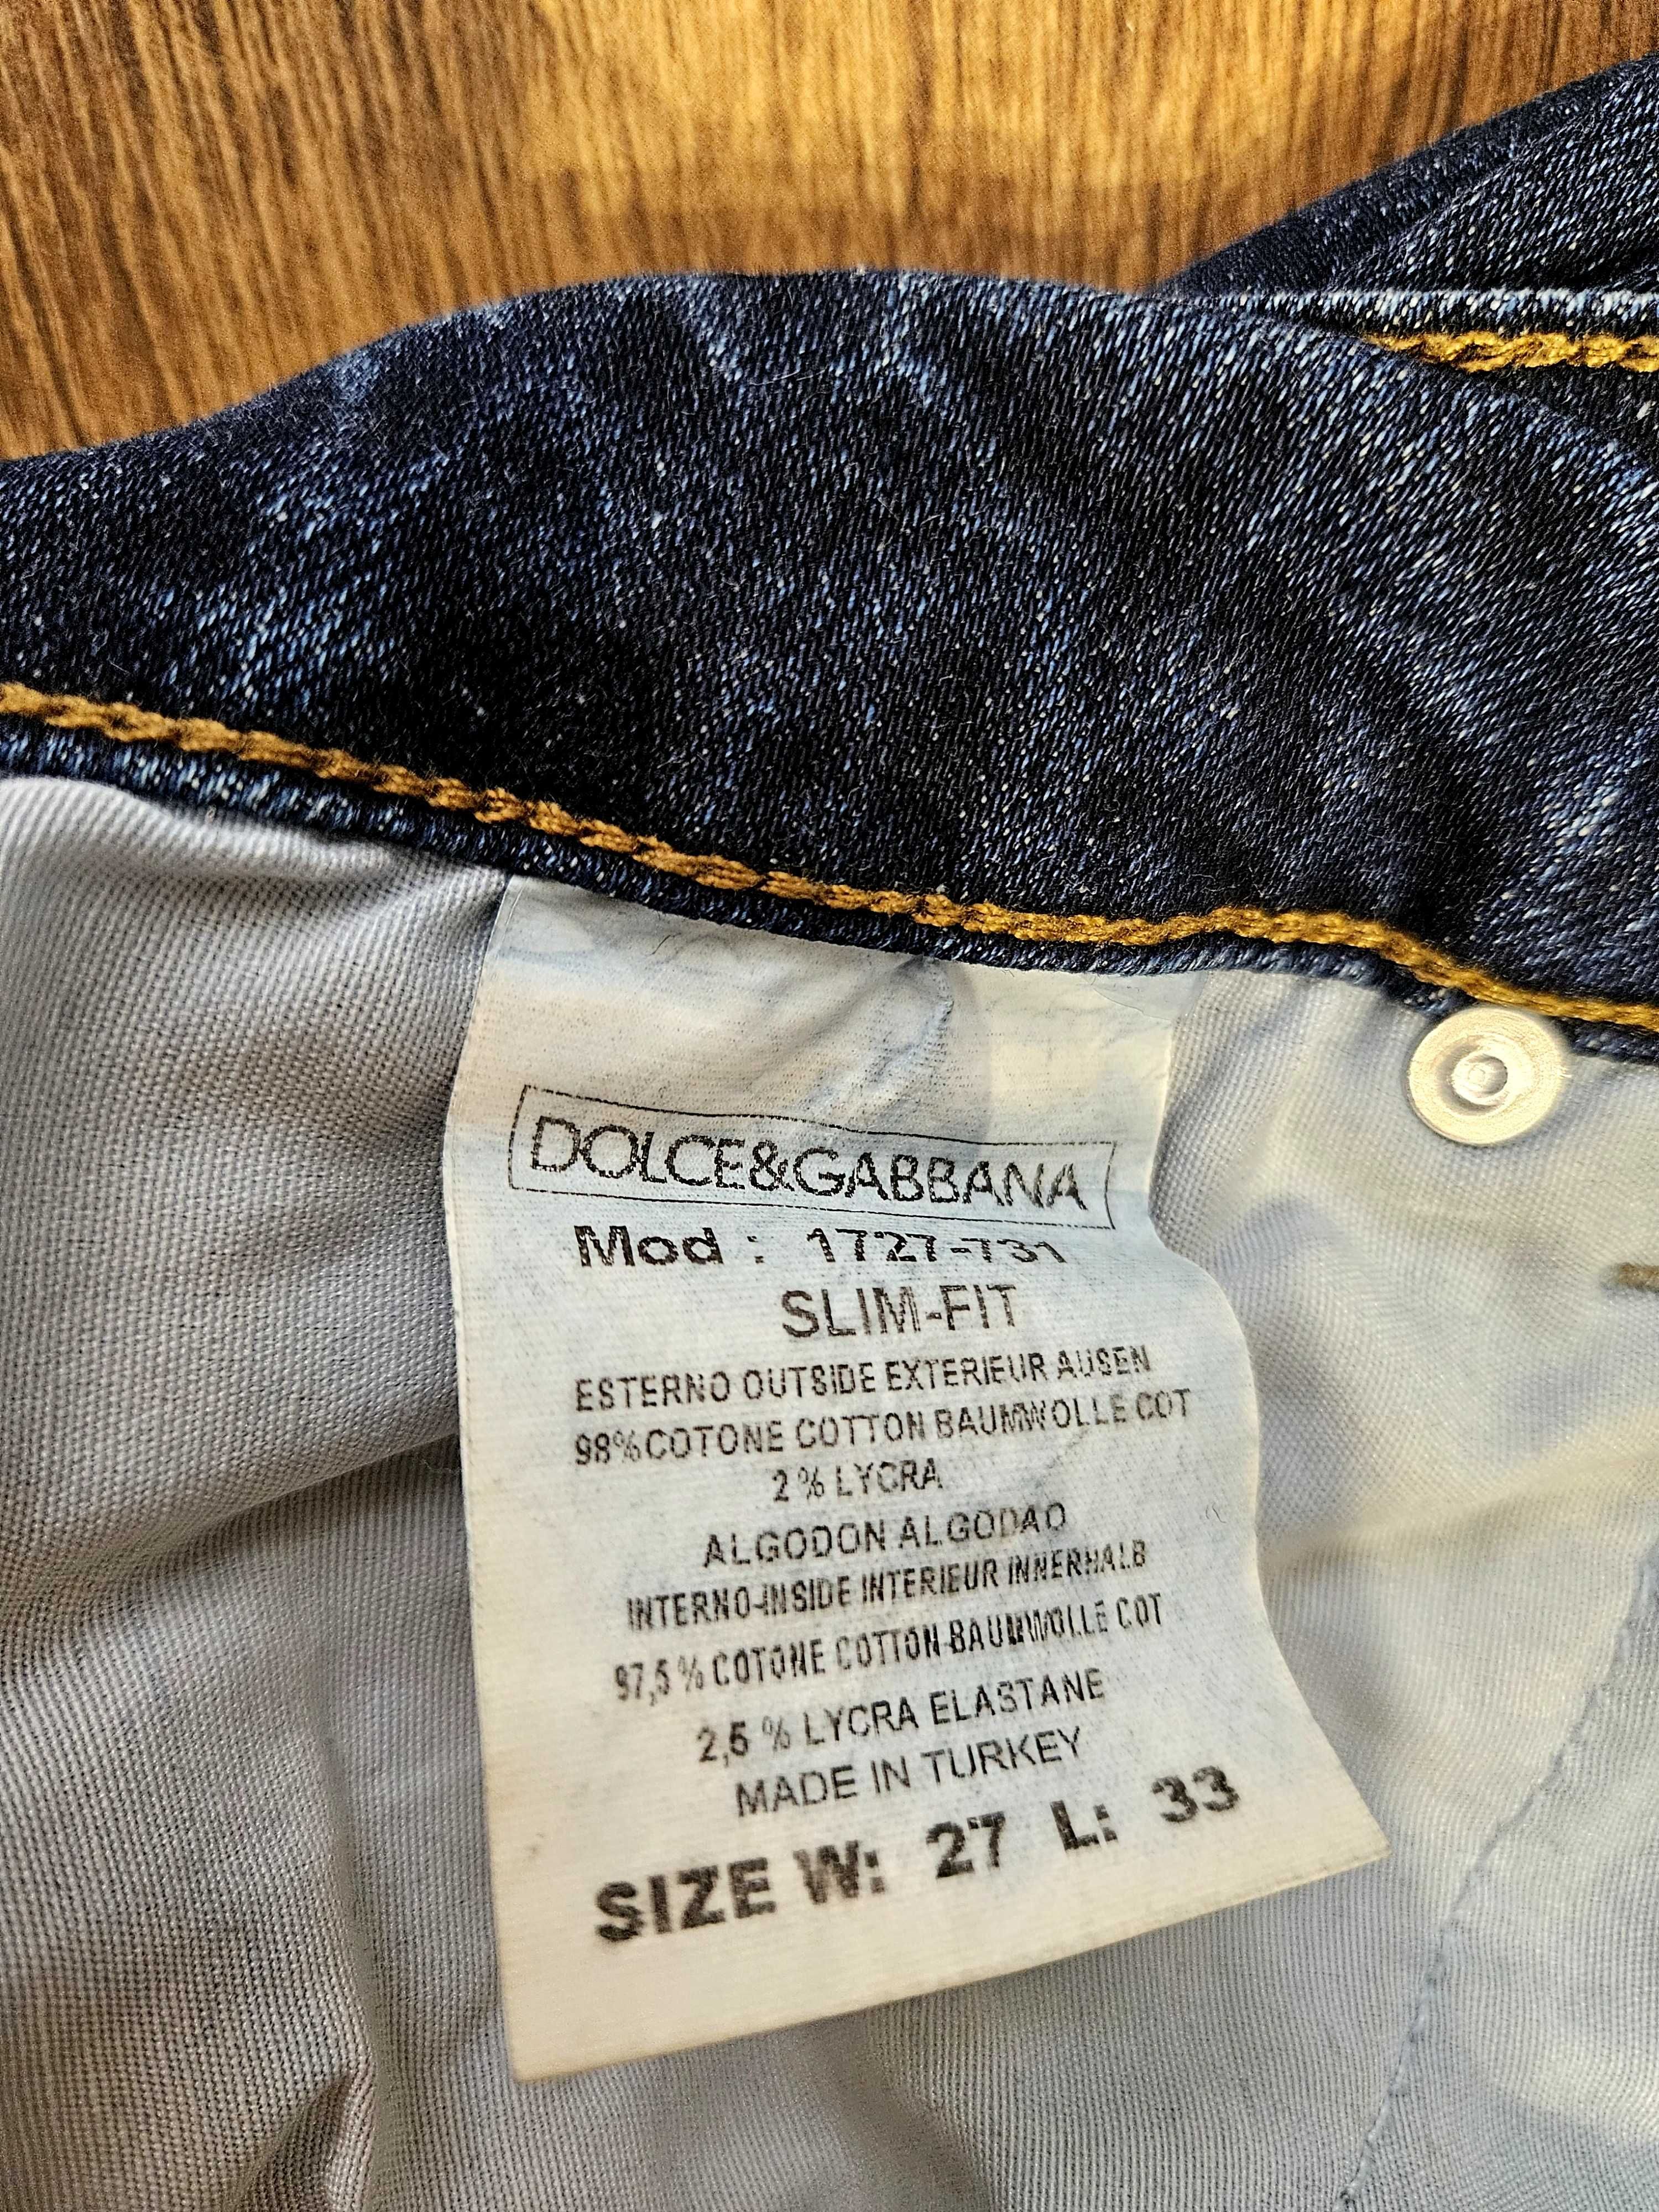 DOLCE&GABBANA
Mod : 1727-731
SLIM-FIT
ESTERNO OUTSIDE EXTERIEUR AUSEN
98%COTONE COTTON BAUMWOLLE COT
2 % LYCRA
ALGODON ALGODAO
INTERNO-INSIDE INTERIEUR INNERHALB
97,5 % COTONE COTTON-BAUMWOLLE COT
2,5 % LYCRA ELASTANE
MADE IN TURKEY
SIZE W: 27 L: 33